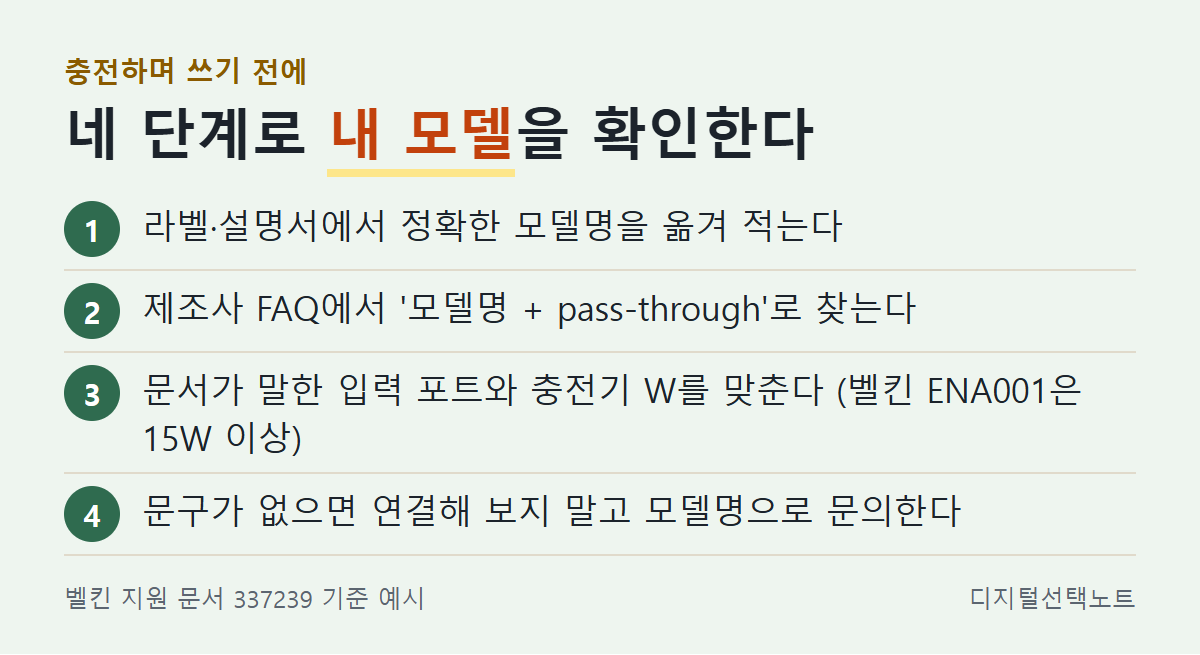 충전하며 쓰기 전에
네 단계로 내 모델을 확인한다
1 라벨·설명서에서 정확한 모델명을 옮겨 적는다
2 제조사 FAQ에서 '모델명 + pass-through'로 찾는다
3 문서가 말한 입력 포트와 충전기 W를 맞춘다 (벨킨 ENA001은
15W 이상)
4 문구가 없으면 연결해 보지 말고 모델명으로 문의한다
벨킨 지원 문서 337239 기준 예시
디지털선택노트